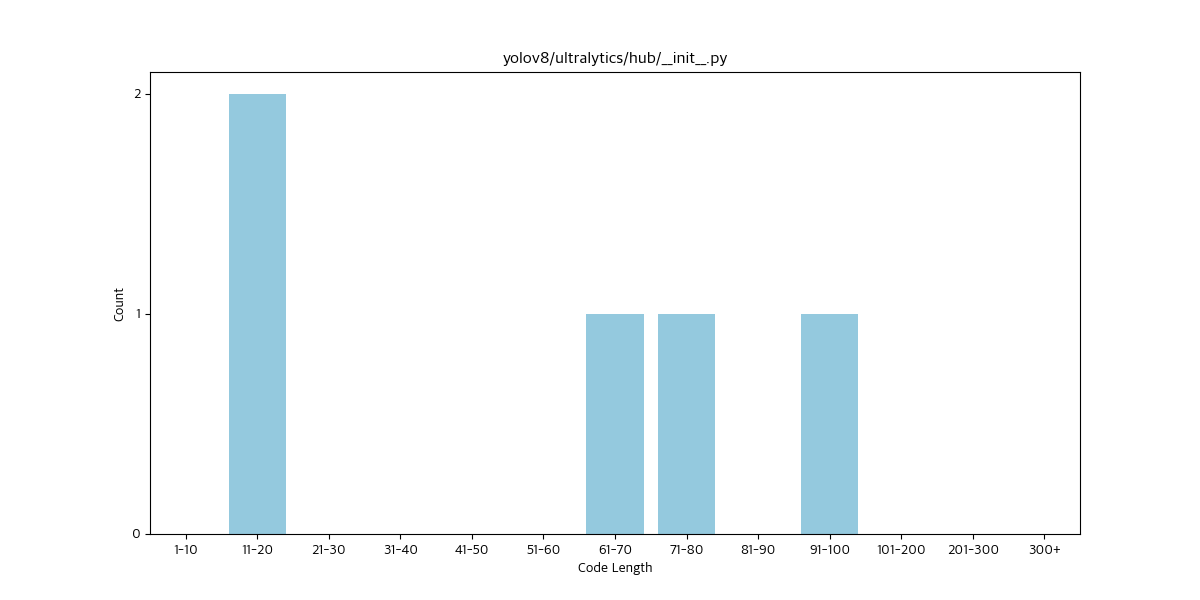 yolov8/ultralytics/hub/__init__.py
Count
2
1
0
1-10 11-20 21-30 31-40 41-50 51-60 61-70 71-80 81-90 91-100 101-200 201-300 300+
Code Length